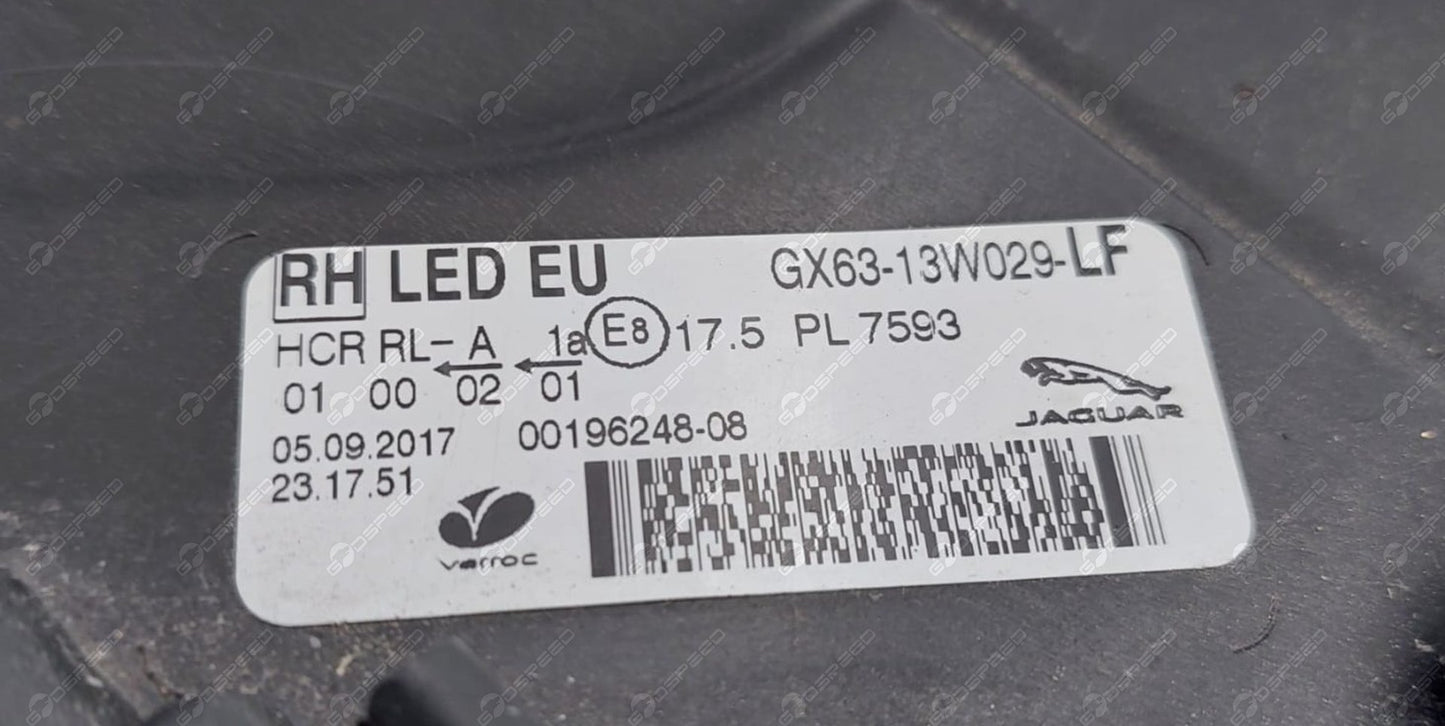 RH LED EU GX63-13W029-LF
HCR RL- A 1a E8 17.5 PL 7593
01 00 02 01
JAGUAR
05.09.2017 00196248-08
23.17.51
varroc
GODSPEED